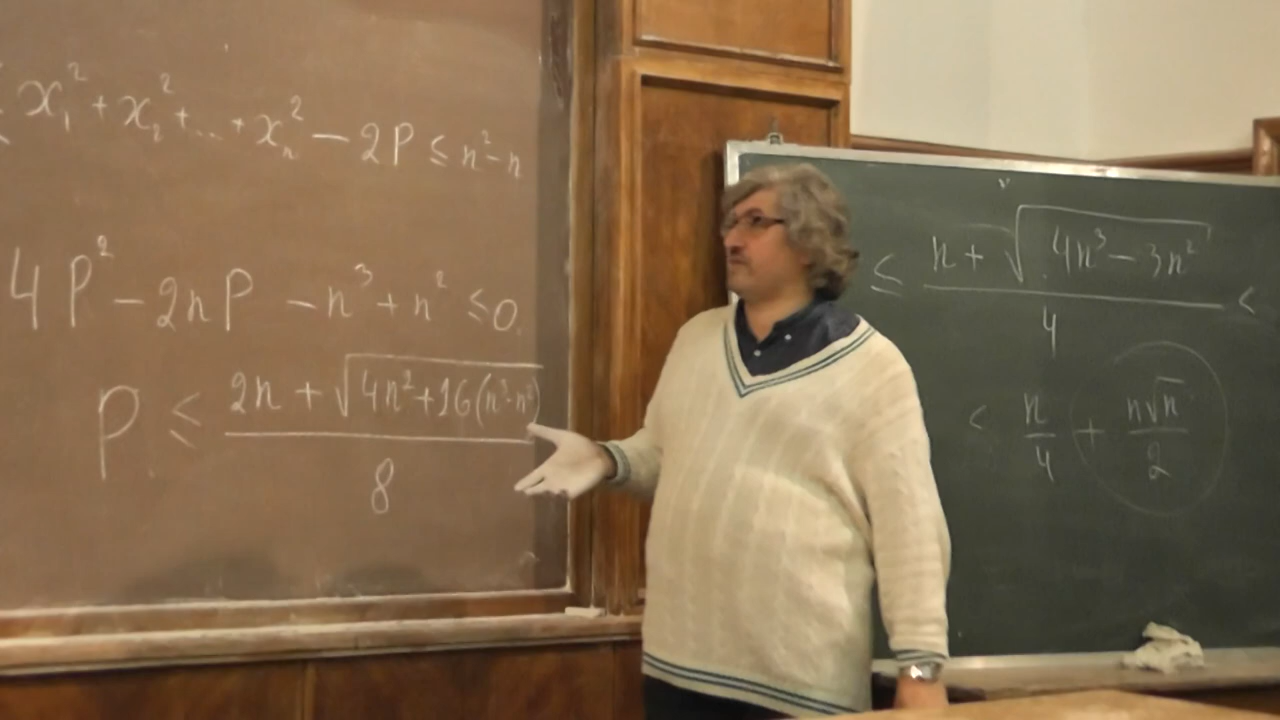 ≤ x₁² + x₂² + ... + xₙ² − 2P ≤ n² − n
4P² − 2nP − n³ + n² ≤ 0
P ≤ (2n + √(4n² + 16(n³ − n²))) / 8
≤ (n + √(4n³ − 3n²)) / 4 <
< n/4 + n√n/2